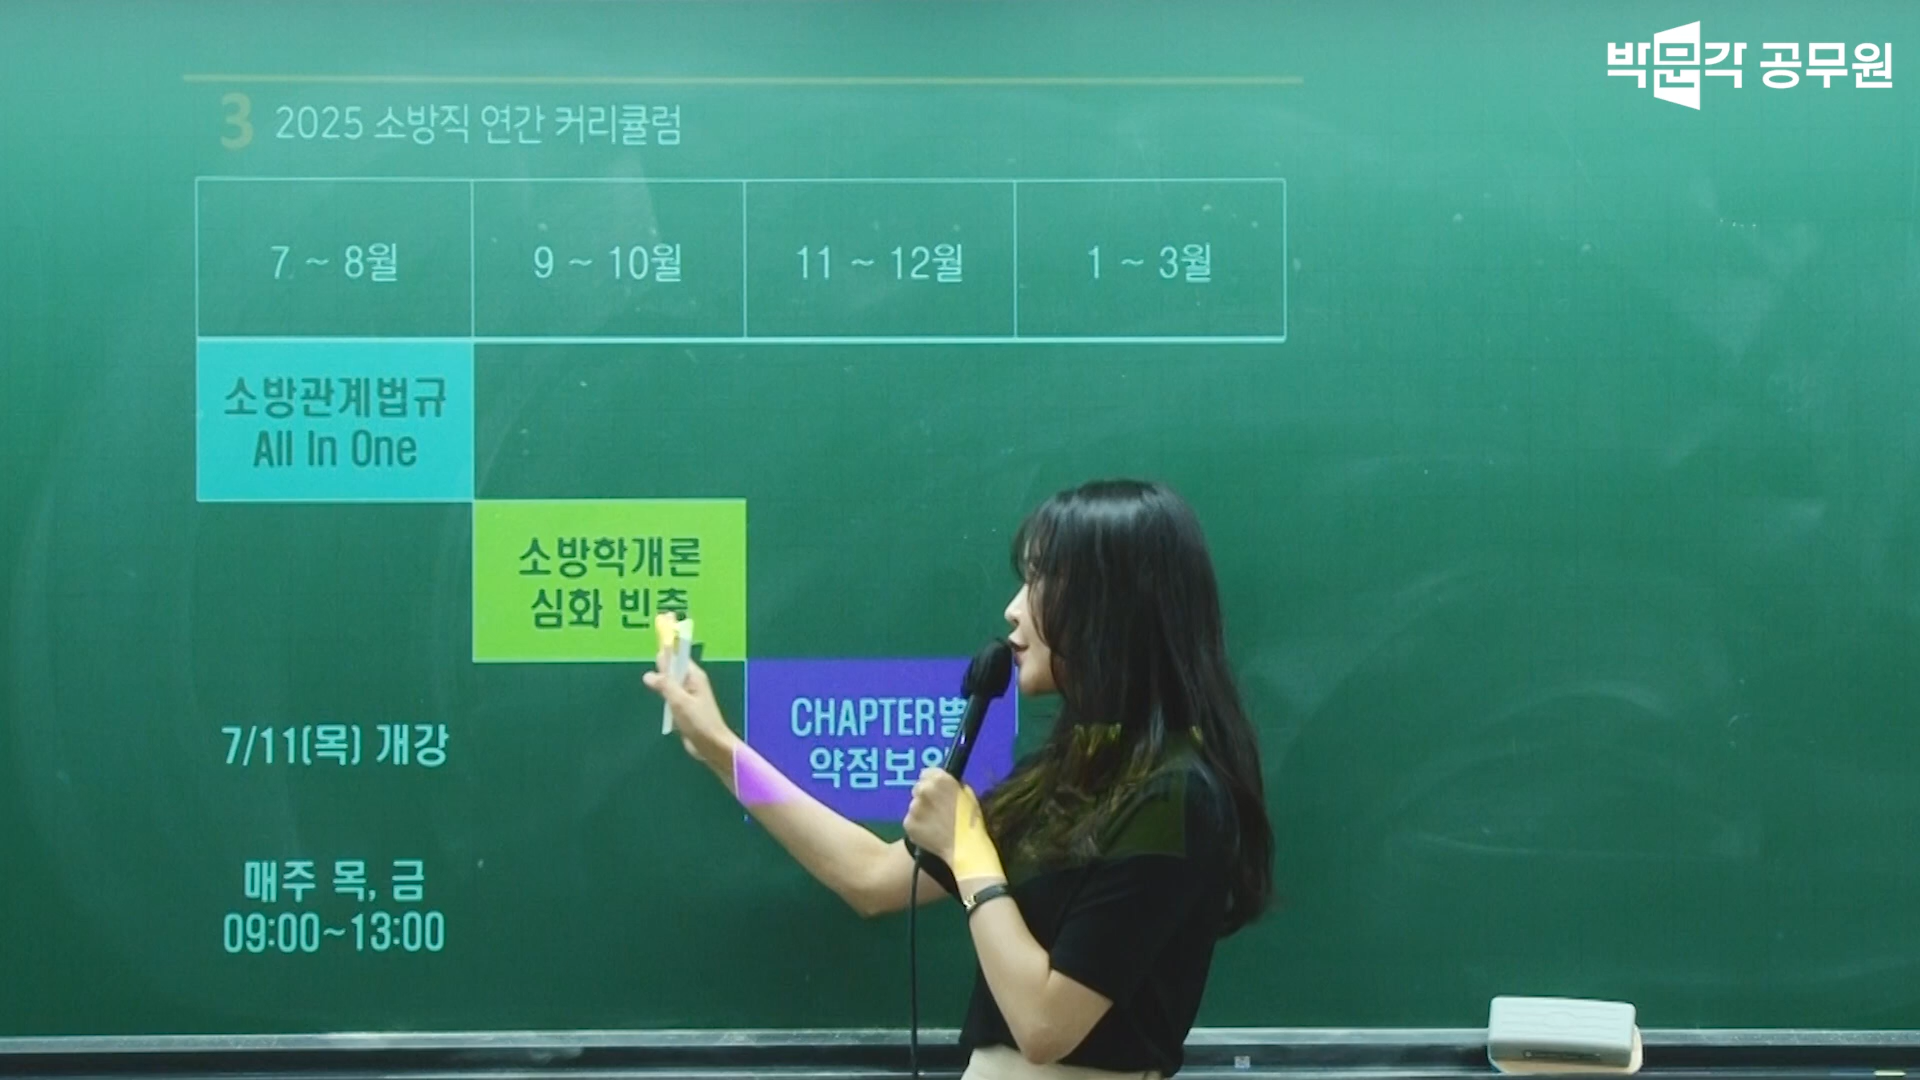 박문각 공무원
3 2025 소방직 연간 커리큘럼
7 ~ 8월
9 ~ 10월
11 ~ 12월
1 ~ 3월
소방관계법규
All In One
소방학개론
심화 빈출
CHAPTER별
7/11(목) 개강
매주 목, 금
09:00~13:00